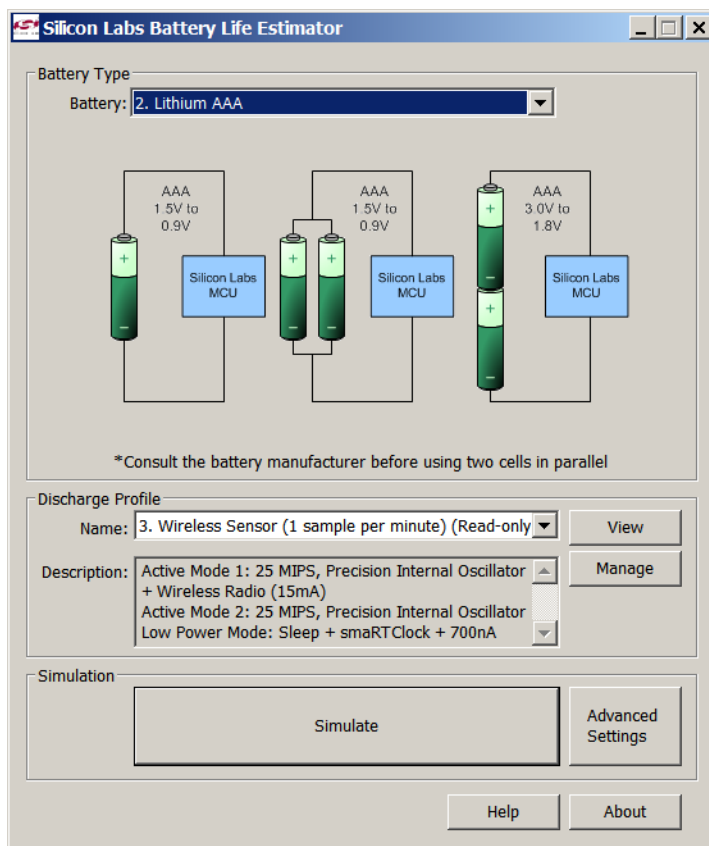 Silicon Labs Battery Life Estimator
Battery Type
Battery: 2. Lithium AAA
AAA
1.5V to
0.9V
+
-
Silicon Labs
MCU
AAA
1.5V to
0.9V
+
+
-
-
Silicon Labs
MCU
AAA
3.0V to
1.8V
+
-
+
-
Silicon Labs
MCU
*Consult the battery manufacturer before using two cells in parallel
Discharge Profile
Name: 3. Wireless Sensor (1 sample per minute) (Read-only
View
Description: Active Mode 1: 25 MIPS, Precision Internal Oscillator
+ Wireless Radio (15mA)
Active Mode 2: 25 MIPS, Precision Internal Oscillator
Low Power Mode: Sleep + smaRTClock + 700nA
Manage
Simulation
Simulate
Advanced
Settings
Help
About